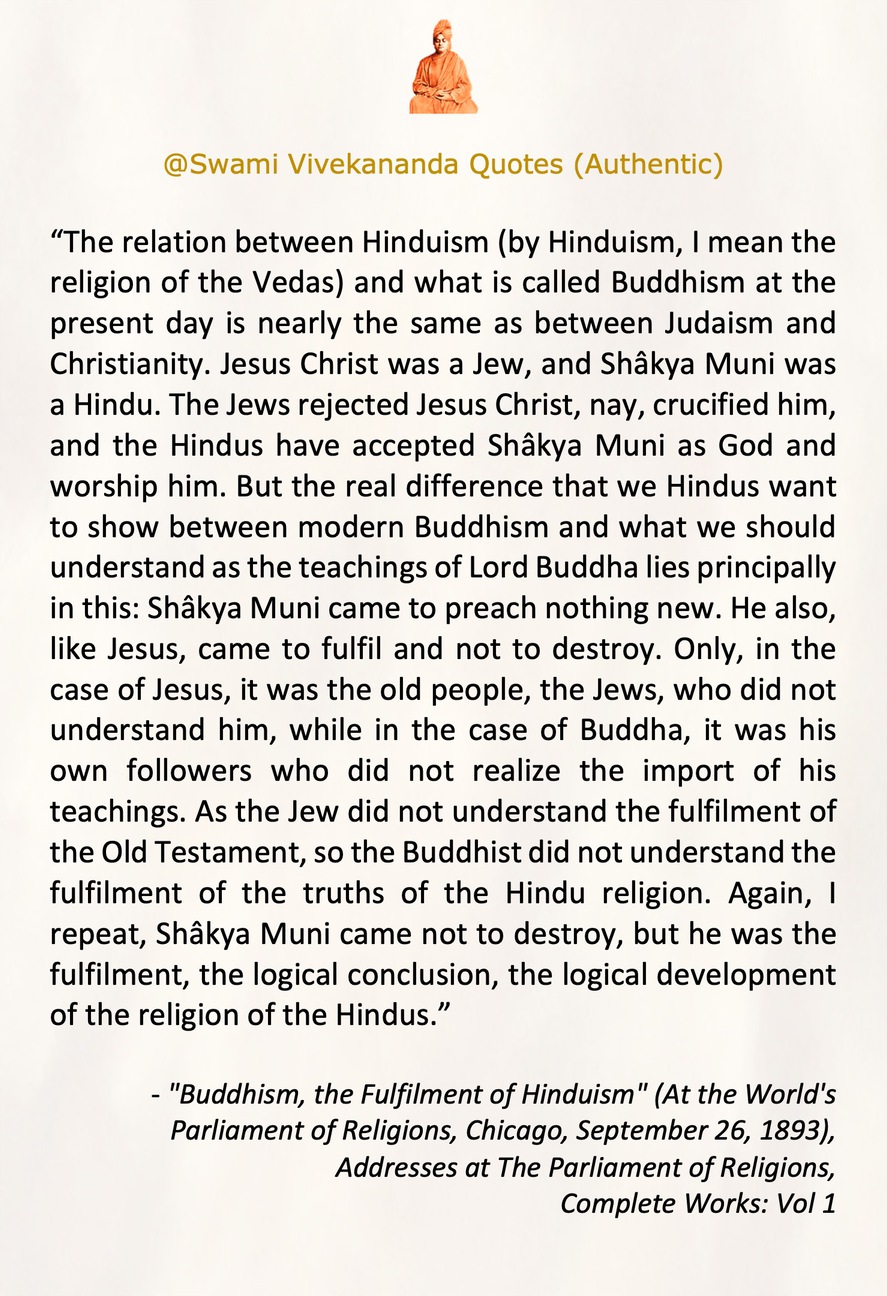 @Swami Vivekananda Quotes (Authentic)
“The relation between Hinduism (by Hinduism, I mean the
religion of the Vedas) and what is called Buddhism at the
present day is nearly the same as between Judaism and
Christianity. Jesus Christ was a Jew, and Shâkya Muni was
a Hindu. The Jews rejected Jesus Christ, nay, crucified him,
and the Hindus have accepted Shâkya Muni as God and
worship him. But the real difference that we Hindus want
to show between modern Buddhism and what we should
understand as the teachings of Lord Buddha lies principally
in this: Shâkya Muni came to preach nothing new. He also,
like Jesus, came to fulfil and not to destroy. Only, in the
case of Jesus, it was the old people, the Jews, who did not
understand him, while in the case of Buddha, it was his
own followers who did not realize the import of his
teachings. As the Jew did not understand the fulfilment of
the Old Testament, so the Buddhist did not understand the
fulfilment of the truths of the Hindu religion. Again, I
repeat, Shâkya Muni came not to destroy, but he was the
fulfilment, the logical conclusion, the logical development
of the religion of the Hindus.”
- "Buddhism, the Fulfilment of Hinduism" (At the World's
Parliament of Religions, Chicago, September 26, 1893),
Addresses at The Parliament of Religions,
Complete Works: Vol 1